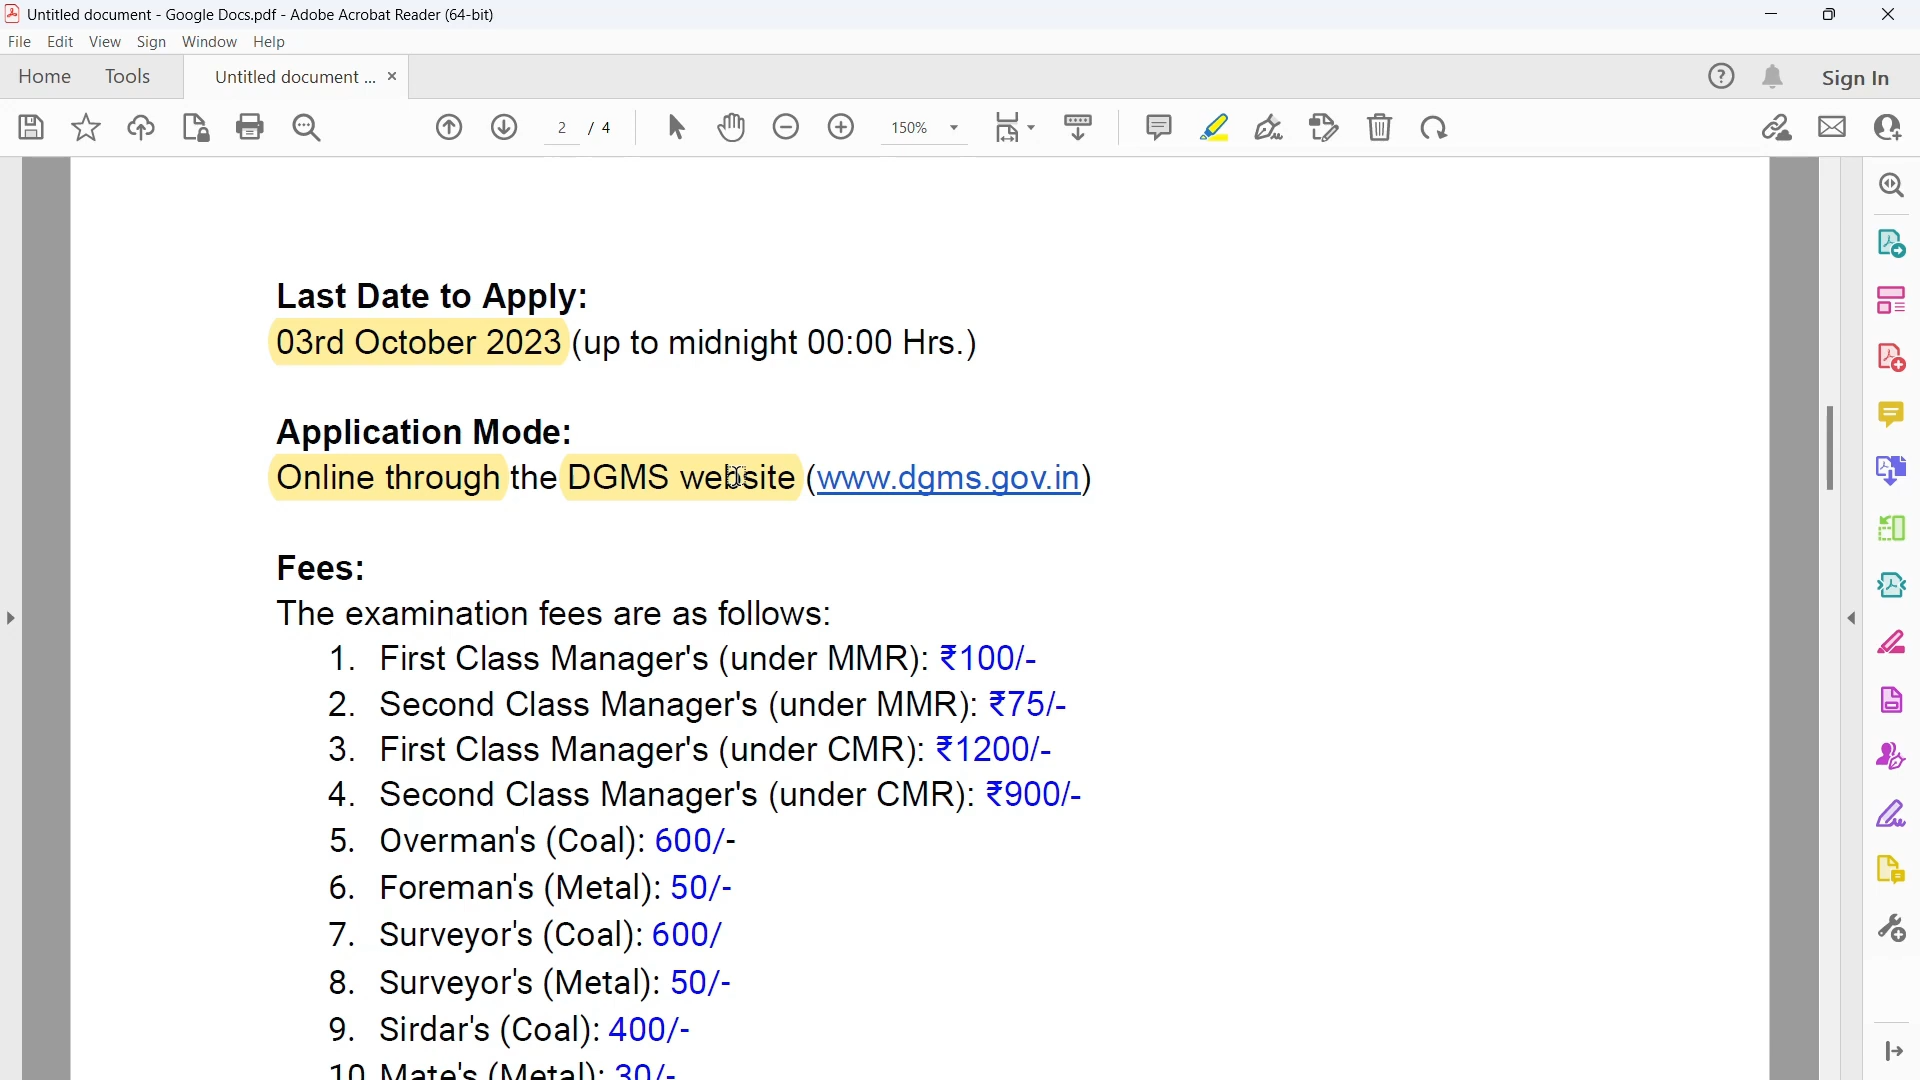 Untitled document - Google Docs.pdf - Adobe Acrobat Reader (64-bit)
File Edit View Sign Window Help
Home Tools Untitled document ... × Sign In
2 / 4 150%
Last Date to Apply:
03rd October 2023 (up to midnight 00:00 Hrs.)
Application Mode:
Online through the DGMS website (www.dgms.gov.in)
Fees:
The examination fees are as follows:
1. First Class Manager's (under MMR): ₹100/-
2. Second Class Manager's (under MMR): ₹75/-
3. First Class Manager's (under CMR): ₹1200/-
4. Second Class Manager's (under CMR): ₹900/-
5. Overman's (Coal): 600/-
6. Foreman's (Metal): 50/-
7. Surveyor's (Coal): 600/
8. Surveyor's (Metal): 50/-
9. Sirdar's (Coal): 400/-
10 Mate's (Metal): 30/-